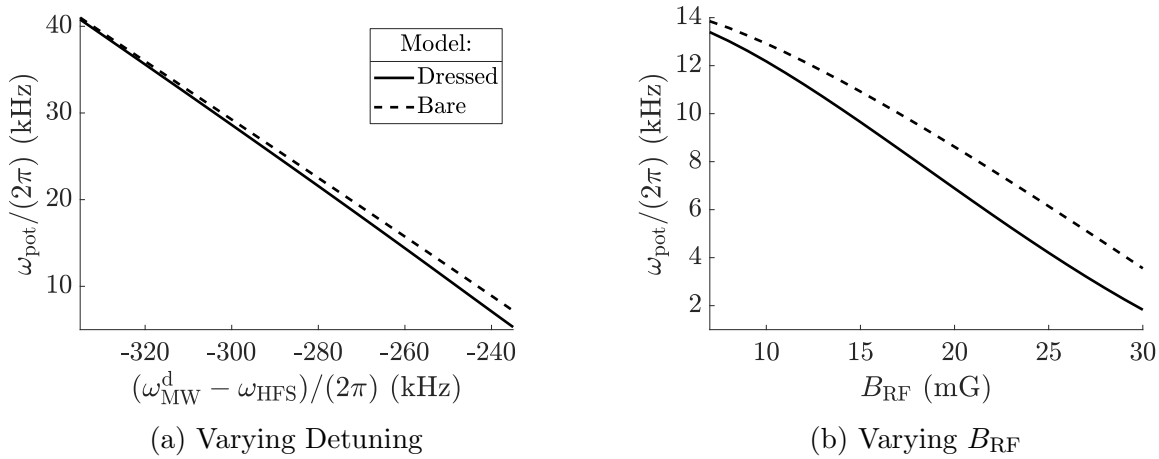 40
30
20
10
ω_pot/(2π) (kHz)
Model:
Dressed
Bare
-320 -300 -280 -260 -240
(ω^d_MW − ω_HFS)/(2π) (kHz)
(a) Varying Detuning
14
12
10
8
6
4
2
ω_pot/(2π) (kHz)
10 15 20 25 30
B_RF (mG)
(b) Varying B_RF